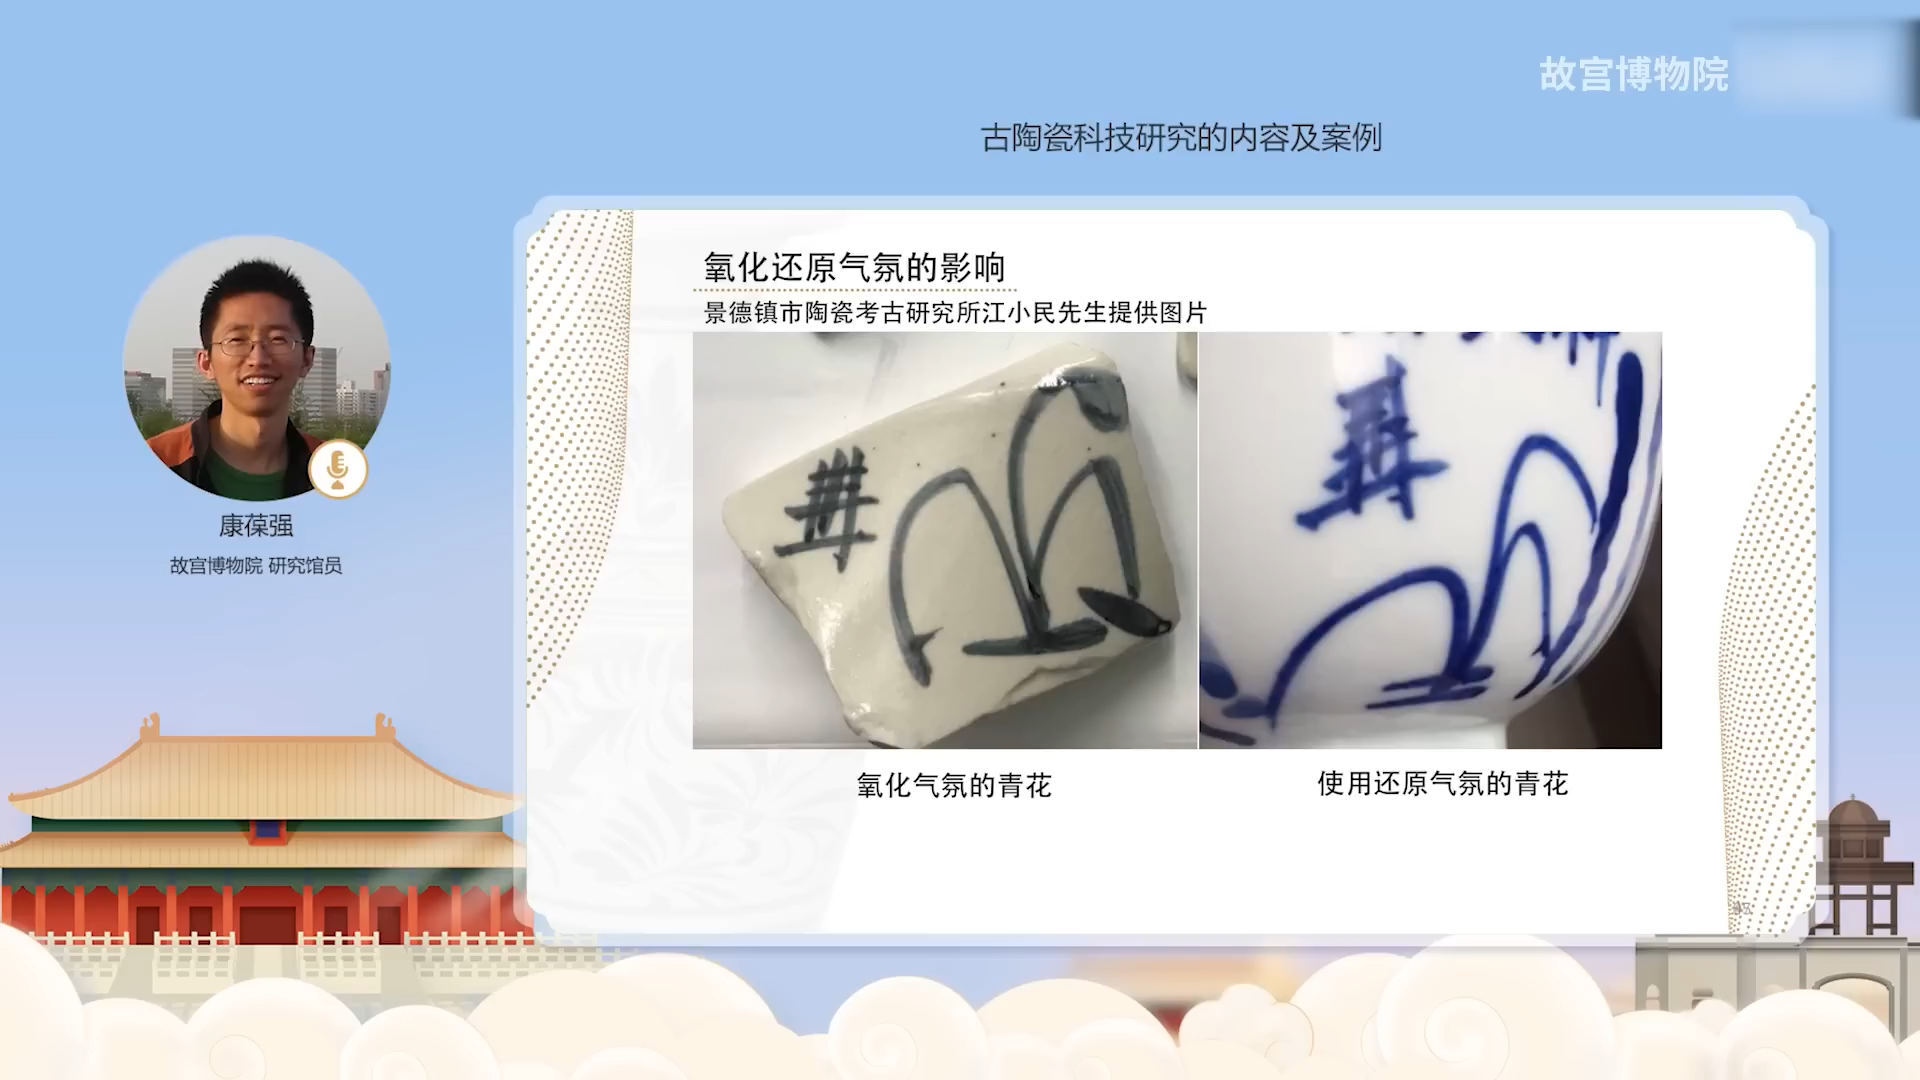 故宫博物院
古陶瓷科技研究的内容及案例
氧化还原气氛的影响
景德镇市陶瓷考古研究所江小民先生提供图片
康葆强
故宫博物院 研究馆员
氧化气氛的青花
使用还原气氛的青花